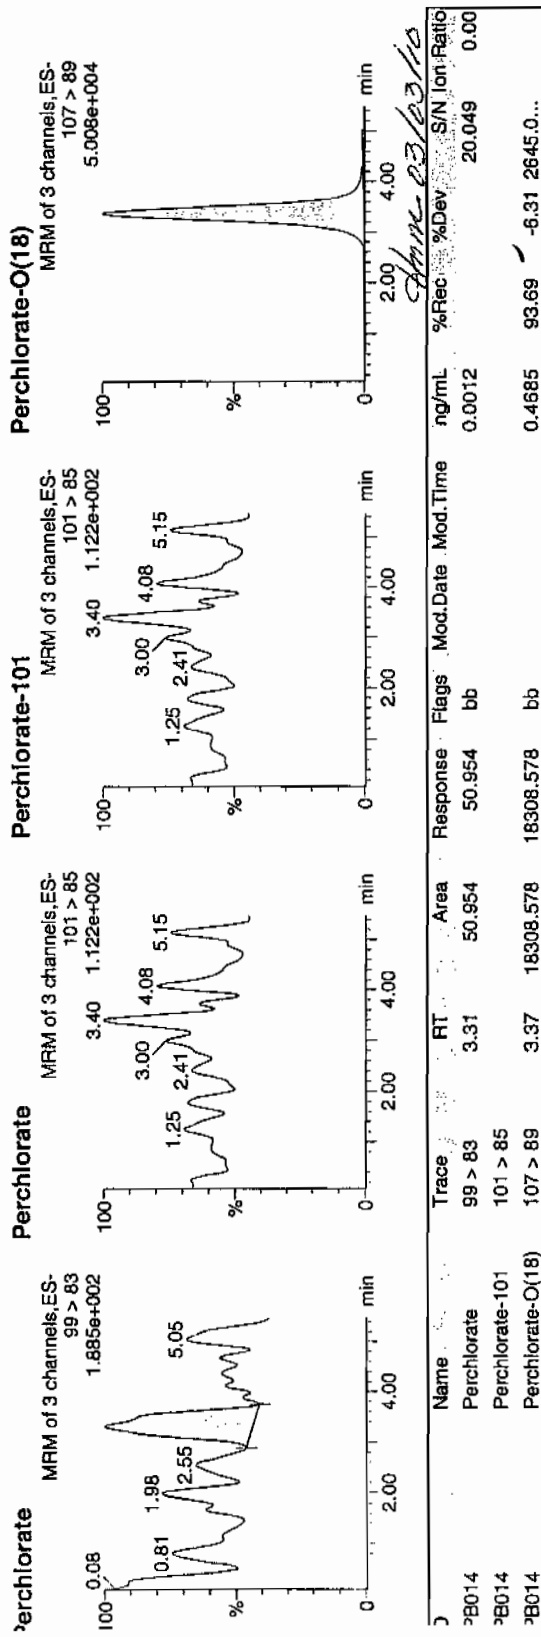 Perchlorate
MRM of 3 channels,ES-
99 > 83
1.885e+002
100
%
0
0.08
0.81
1.98
2.55
5.05
2.00
4.00
min
Perchlorate
MRM of 3 channels,ES-
101 > 85
1.122e+002
100
%
0
1.25
2.41
3.00
3.40
4.08
5.15
2.00
4.00
min
Perchlorate-101
MRM of 3 channels,ES-
101 > 85
1.122e+002
100
%
0
1.25
2.41
3.00
3.40
4.08
5.15
2.00
4.00
min
Perchlorate-O(18)
MRM of 3 channels,ES-
107 > 89
5.008e+004
100
%
0
2.00
4.00
min
03/03/10
Name Trace RT Area Response Flags Mod.Date Mod.Time ng/mL %Rec %Dev S/N Ion Ratio
PB014 Perchlorate 99 > 83 3.31 50.954 50.954 bb 0.0012 20.049 0.00
PB014 Perchlorate-101 101 > 85
PB014 Perchlorate-O(18) 107 > 89 3.37 18308.578 18308.578 bb 0.4685 93.69 -6.31 2645.0...